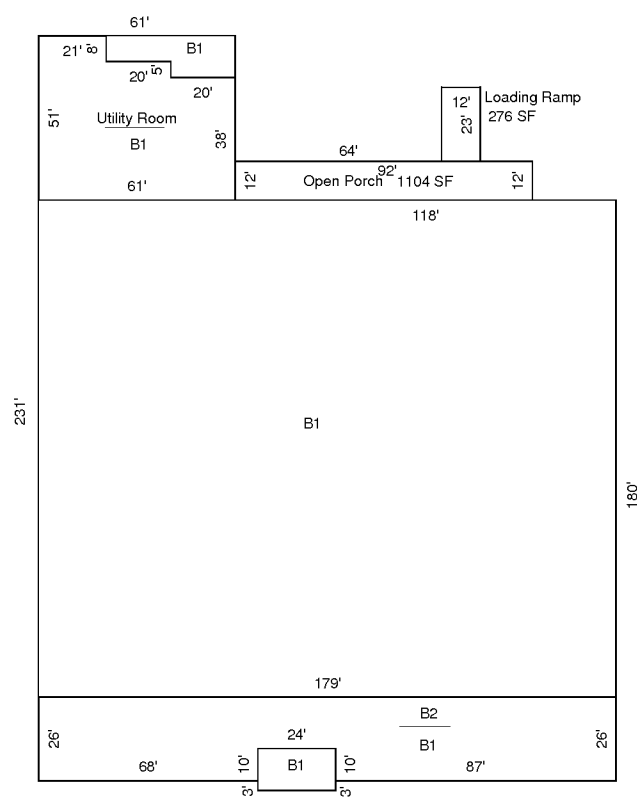 61'
21' 8' B1
20' 5'
20'
51'
Utility Room
B1
38'
61'
12' Loading Ramp
23' 276 SF
64'
92'
12' Open Porch 1104 SF 12'
118'
231'
B1
180'
179'
B2
B1
26' 24' 26'
68' 10' B1 10' 87'
3' 3'